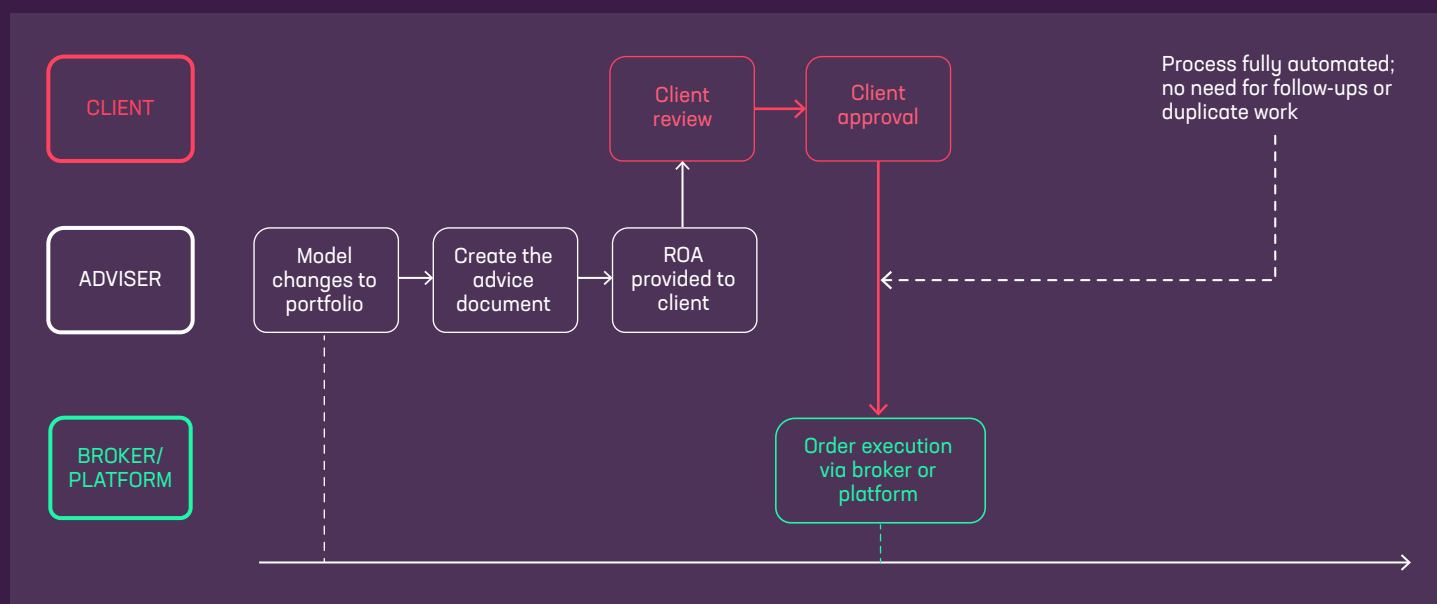 CLIENT
Client
review
Client
approval
Process fully automated;
no need for follow-ups or
duplicate work
ADVISER
Model
changes to
portfolio
Create the
advice
document
ROA
provided to
client
BROKER/
PLATFORM
Order execution
via broker or
platform